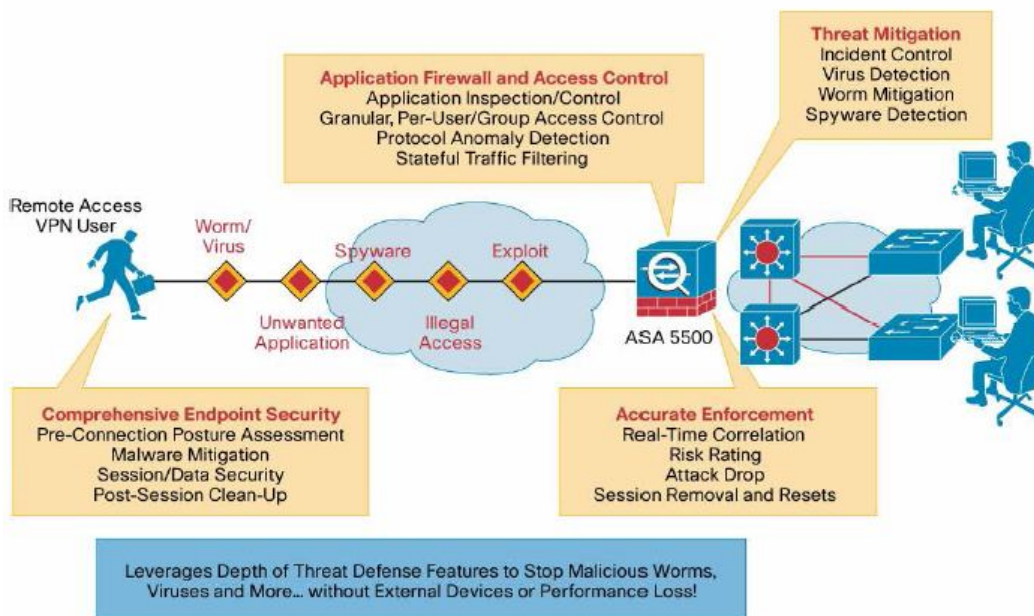 Threat Mitigation
Incident Control
Virus Detection
Worm Mitigation
Spyware Detection
Application Firewall and Access Control
Application Inspection/Control
Granular, Per-User/Group Access Control
Protocol Anomaly Detection
Stateful Traffic Filtering
Remote Access
VPN User
Worm/
Virus
Spyware
Exploit
Unwanted
Application
Illegal
Access
ASA 5500
Comprehensive Endpoint Security
Pre-Connection Posture Assessment
Malware Mitigation
Session/Data Security
Post-Session Clean-Up
Accurate Enforcement
Real-Time Correlation
Risk Rating
Attack Drop
Session Removal and Resets
Leverages Depth of Threat Defense Features to Stop Malicious Worms,
Viruses and More... without External Devices or Performance Loss!